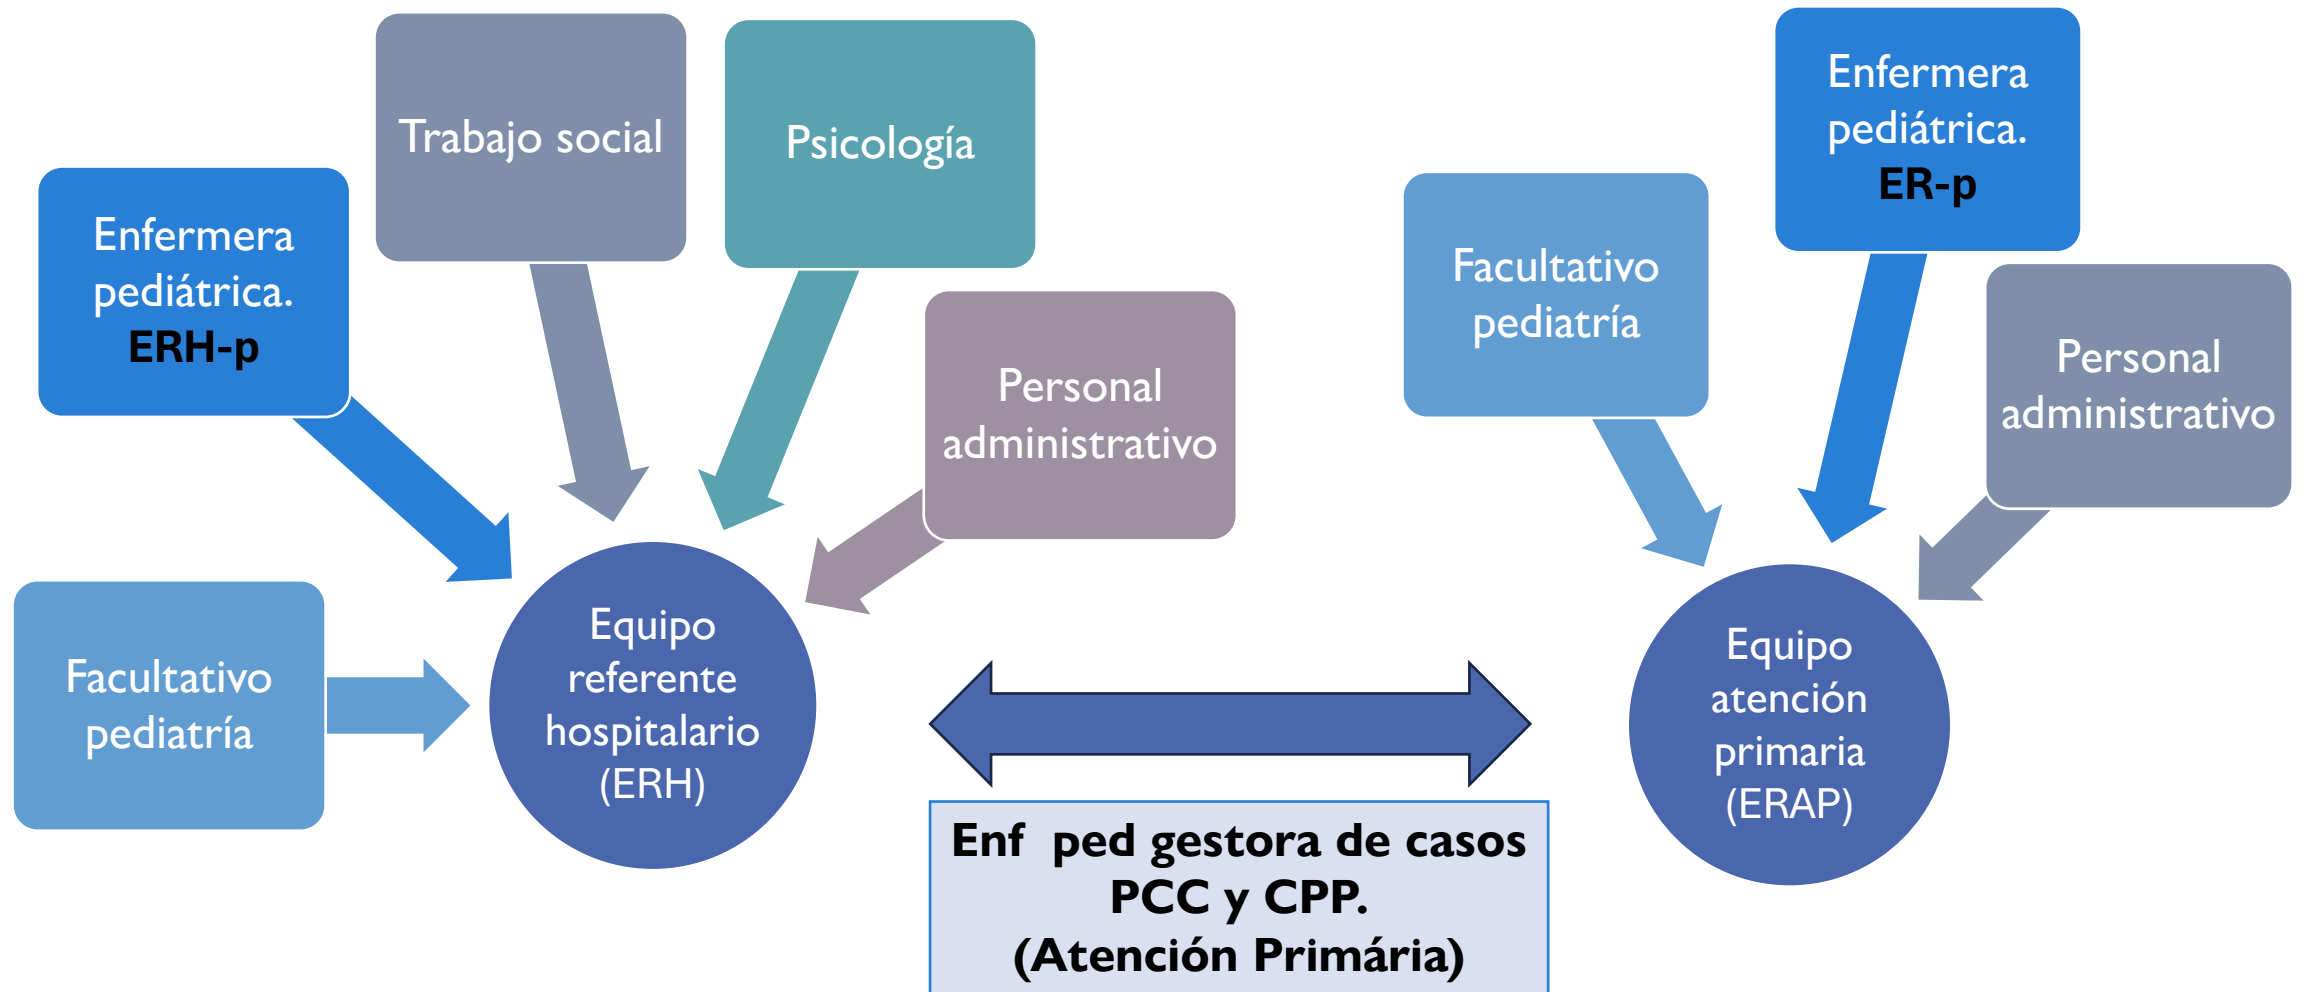 Trabajo social
Psicología
Enfermera
pediátrica.
ERH-p
Personal
administrativo
Facultativo
pediatría
Equipo
referente
hospitalario
(ERH)
Enfermera
pediátrica.
ER-p
Facultativo
pediatría
Personal
administrativo
Equipo
atención
primaria
(ERAP)
Enf  ped gestora de casos
PCC y CPP.
(Atención Primária)